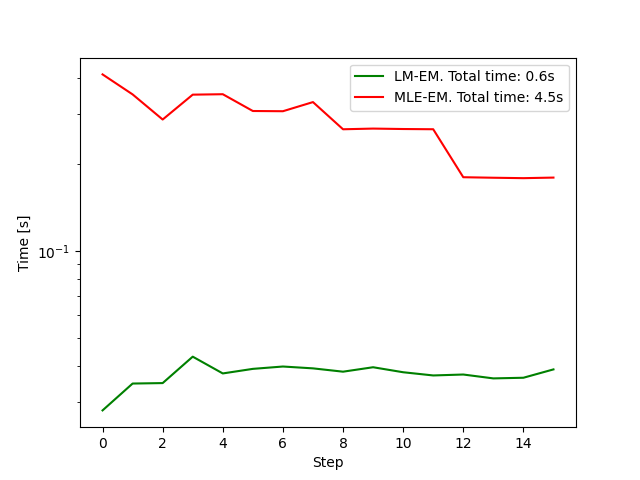 LM-EM. Total time: 0.6s
MLE-EM. Total time: 4.5s
Time [s]
10⁻¹
0 2 4 6 8 10 12 14
Step